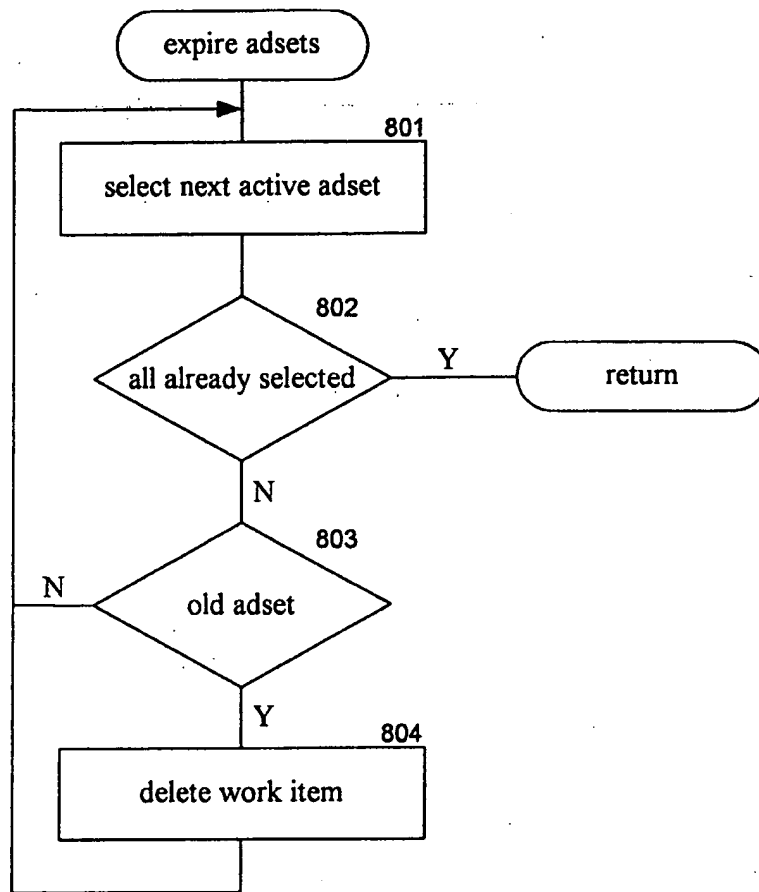 expire adsets
801
select next active adset
802
all already selected
Y
return
N
803
N
old adset
Y
804
delete work item